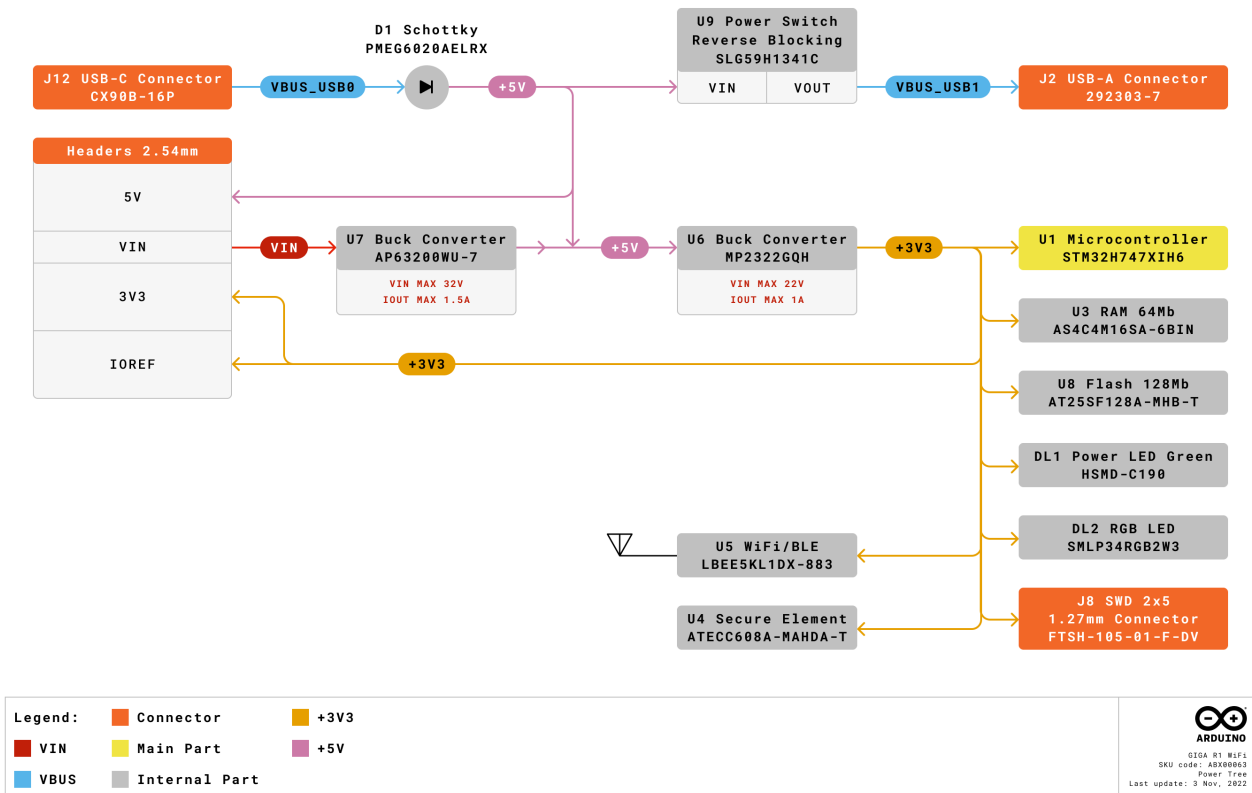 D1 Schottky
PMEG6020AELRX
U9 Power Switch
Reverse Blocking
SLG59H1341C
VIN
VOUT
J12 USB-C Connector
CX90B-16P
VBUS_USB0
+5V
VBUS_USB1
J2 USB-A Connector
292303-7
Headers 2.54mm
5V
VIN
3V3
IOREF
VIN
U7 Buck Converter
AP63200WU-7
VIN MAX 32V
IOUT MAX 1.5A
+5V
U6 Buck Converter
MP2322GQH
VIN MAX 22V
IOUT MAX 1A
+3V3
U1 Microcontroller
STM32H747XIH6
U3 RAM 64Mb
AS4C4M16SA-6BIN
+3V3
U8 Flash 128Mb
AT25SF128A-MHB-T
DL1 Power LED Green
HSMD-C190
DL2 RGB LED
SMLP34RGB2W3
U5 WiFi/BLE
LBEE5KL1DX-883
U4 Secure Element
ATECC608A-MAHDA-T
J8 SWD 2x5
1.27mm Connector
FTSH-105-01-F-DV
Legend:
Connector
+3V3
VIN
Main Part
+5V
VBUS
Internal Part
ARDUINO
GIGA R1 WiFi
SKU code: ABX00063
Power Tree
Last update: 3 Nov, 2022